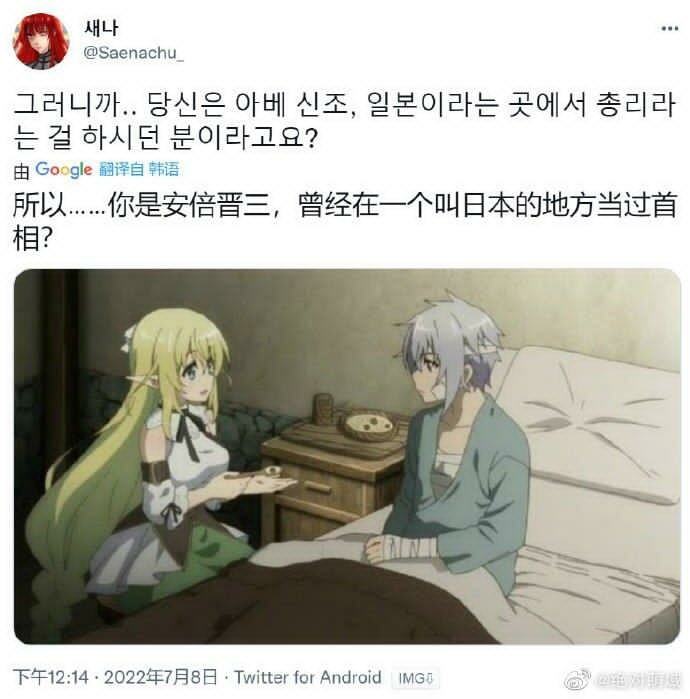 새나
@Saenachu_
그러니까.. 당신은 아베 신조, 일본이라는 곳에서 총리라
는 걸 하시던 분이라고요?
由 Google 翻译自 韩语
所以……你是安倍晋三，曾经在一个叫日本的地方当过首
相？
下午12:14 · 2022年7月8日 · Twitter for Android IMG⇩